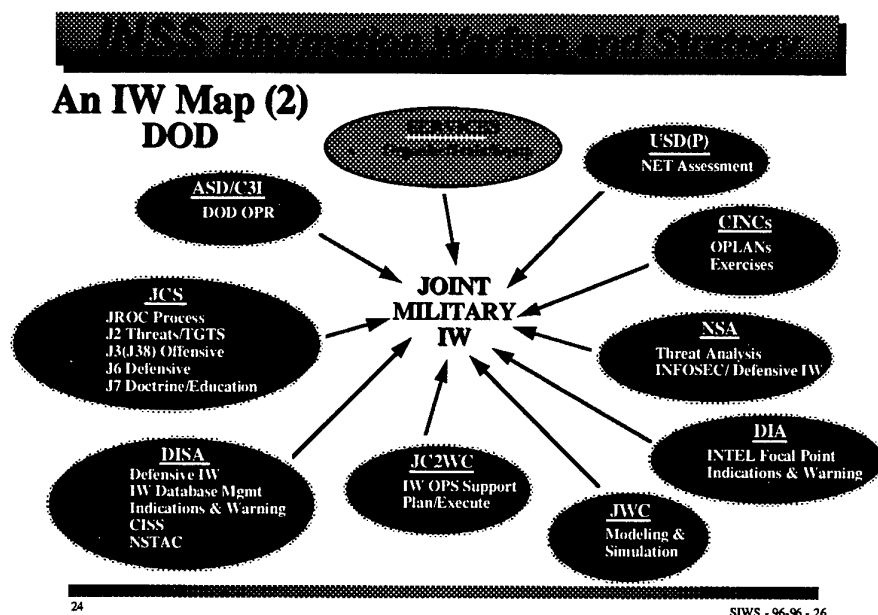 INSS Information Warfare and Strategy
An IW Map (2)
DOD
SERVICES
USD(P)
NET Assessment
ASD/C3I
DOD OPR
CINCs
OPLANs
Exercises
JOINT
MILITARY
IW
JCS
JROC Process
J2 Threats/TGTS
J3(J38) Offensive
J6 Defensive
J7 Doctrine/Education
NSA
Threat Analysis
INFOSEC/ Defensive IW
DISA
Defensive IW
IW Database Mgmt
Indications & Warning
CISS
NSTAC
JC2WC
IW OPS Support
Plan/Execute
DIA
INTEL Focal Point
Indications & Warning
JWC
Modeling &
Simulation
24
SIWS - 96-96 - 26